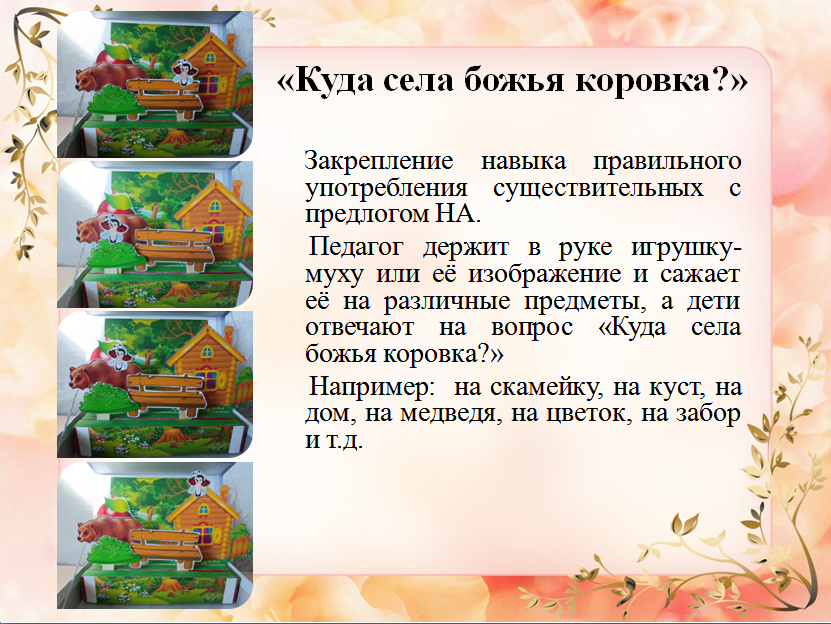 «Куда села божья коровка?»
Закрепление навыка правильного
употребления существительных с
предлогом НА.
Педагог держит в руке игрушку-
муху или её изображение и сажает
её на различные предметы, а дети
отвечают на вопрос «Куда села
божья коровка?»
Например: на скамейку, на куст, на
дом, на медведя, на цветок, на забор
и т.д.